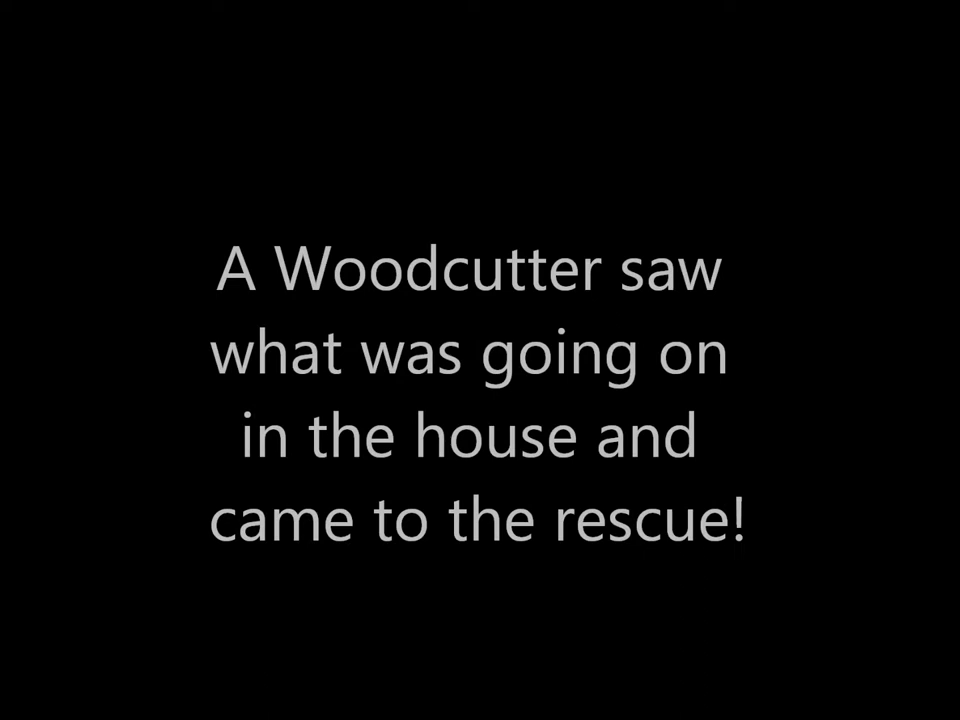 A Woodcutter saw
what was going on
in the house and
came to the rescue!